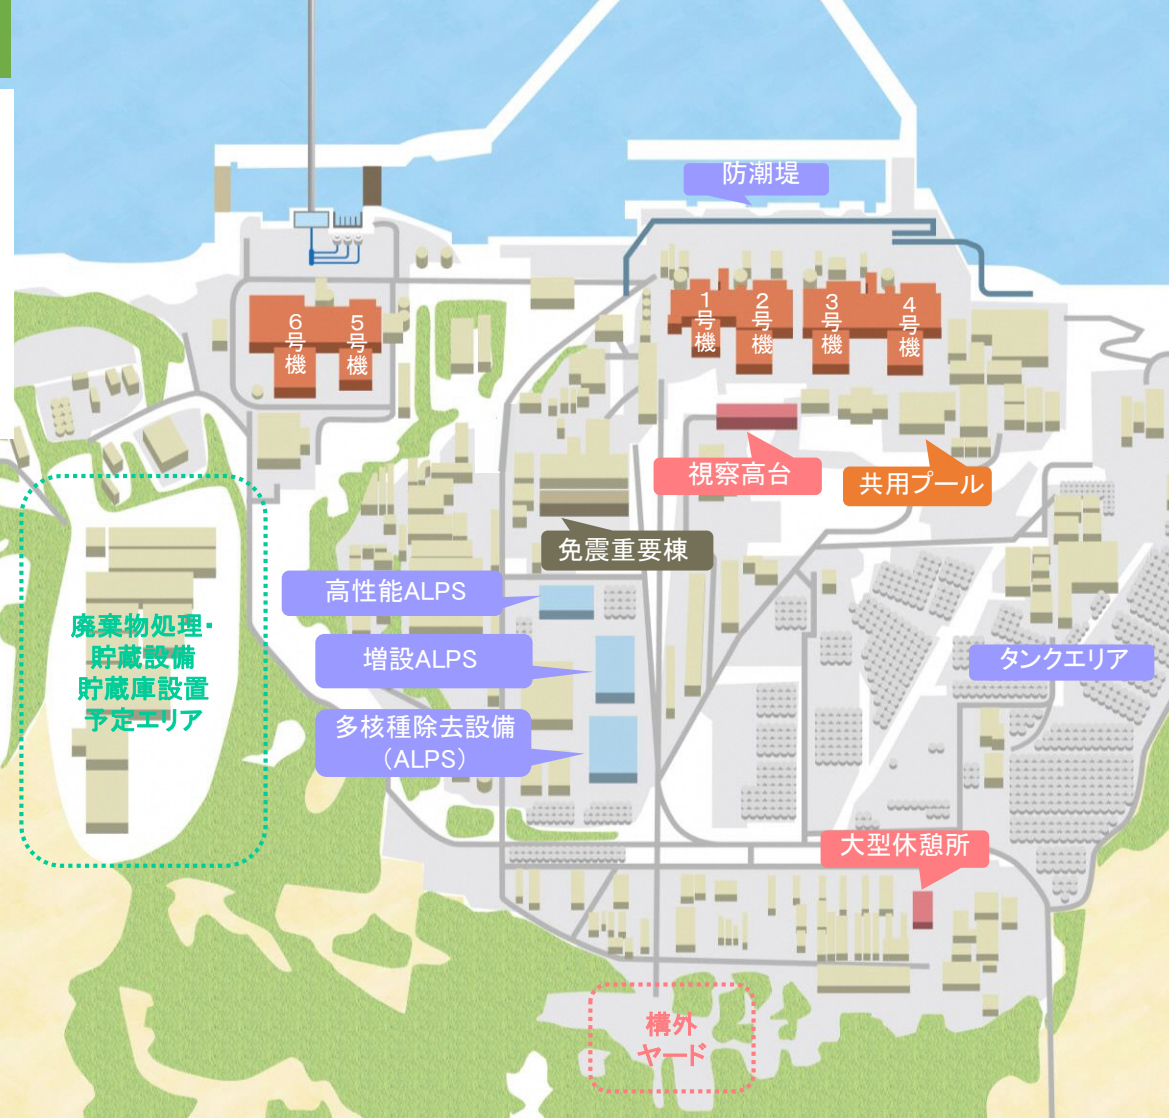 防潮堤
1号機
2号機
3号機
4号機
6号機
5号機
視察高台
共用プール
免震重要棟
高性能ALPS
廃棄物処理・
貯蔵設備
貯蔵庫設置
予定エリア
増設ALPS
タンクエリア
多核種除去設備
（ALPS）
大型休憩所
構外
ヤード